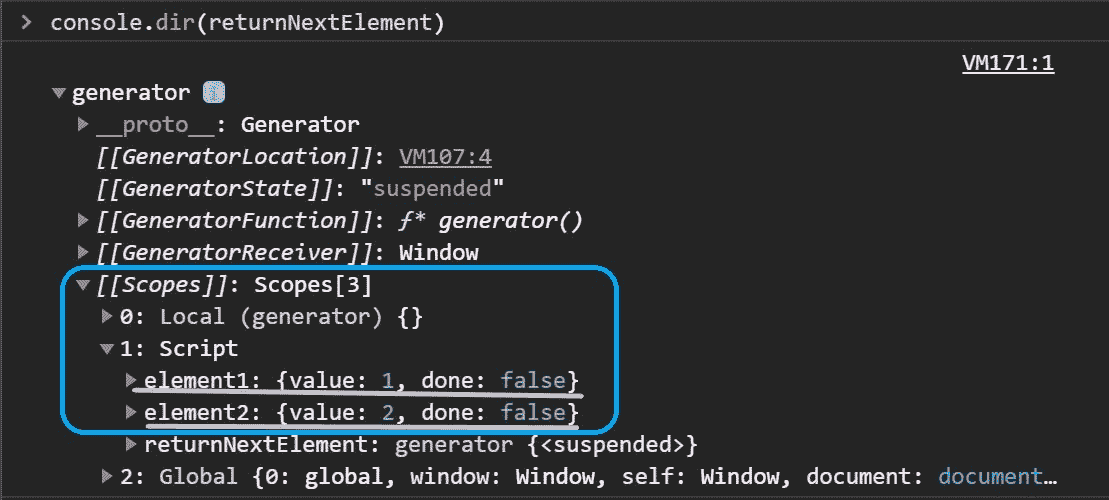 > console.dir(returnNextElement)
VM171:1
▼ generator i
▶ __proto__: Generator
[[GeneratorLocation]]: VM107:4
[[GeneratorState]]: "suspended"
▶ [[GeneratorFunction]]: ƒ* generator()
▶ [[GeneratorReceiver]]: Window
▼ [[Scopes]]: Scopes[3]
▶ 0: Local (generator) {}
▼ 1: Script
▶ element1: {value: 1, done: false}
▶ element2: {value: 2, done: false}
▶ returnNextElement: generator {<suspended>}
▶ 2: Global {0: global, window: Window, self: Window, document: document…